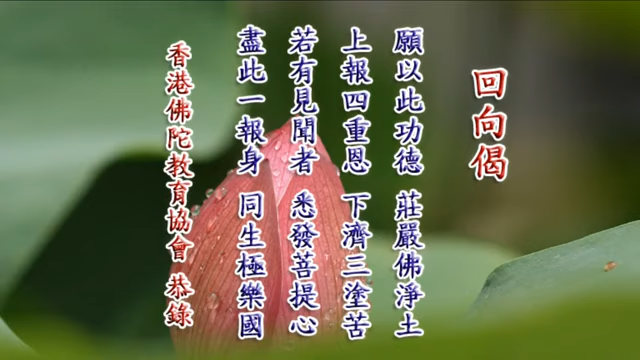 回向偈
願以此功德 莊嚴佛淨土
上報四重恩 下濟三塗苦
若有見聞者 悉發菩提心
盡此一報身 同生極樂國
香港佛陀教育協會 恭錄